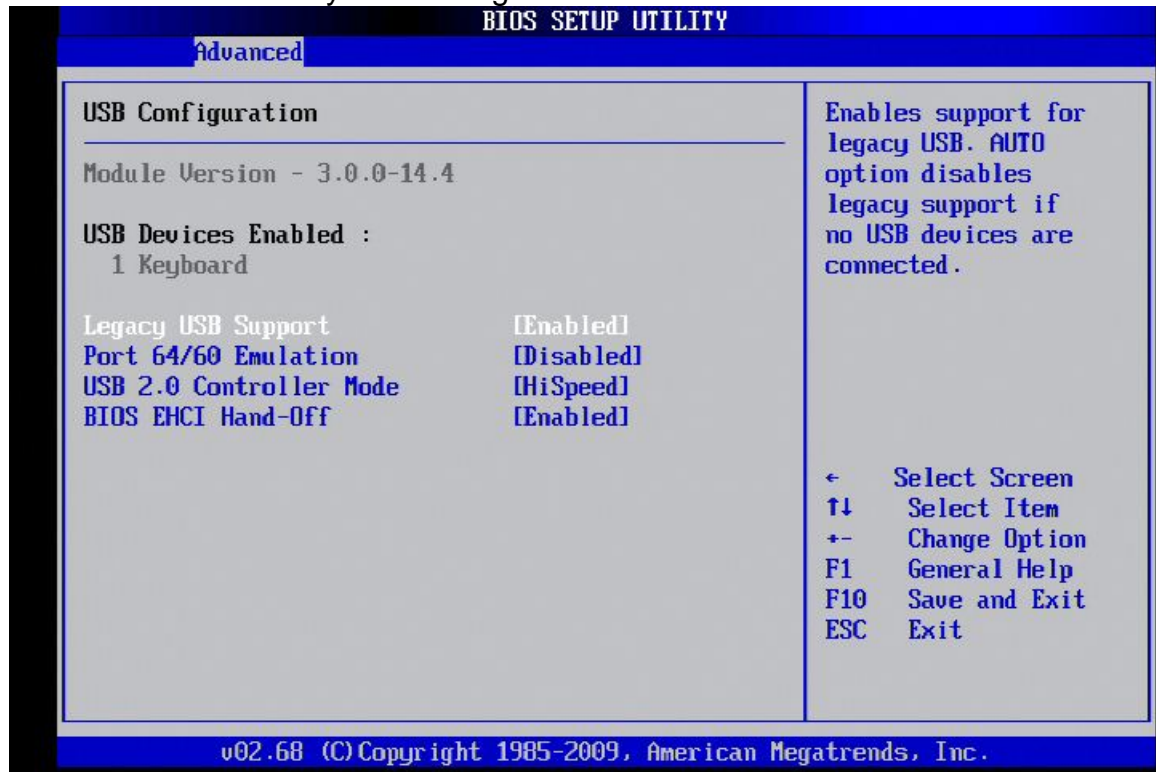 BIOS SETUP UTILITY
Advanced
USB Configuration
Module Version - 3.0.0-14.4
USB Devices Enabled :
1 Keyboard
Legacy USB Support [Enabled]
Port 64/60 Emulation [Disabled]
USB 2.0 Controller Mode [HiSpeed]
BIOS EHCI Hand-Off [Enabled]
Enables support for
legacy USB. AUTO
option disables
legacy support if
no USB devices are
connected.
← Select Screen
↑↓ Select Item
+- Change Option
F1 General Help
F10 Save and Exit
ESC Exit
v02.68 (C)Copyright 1985-2009, American Megatrends, Inc.